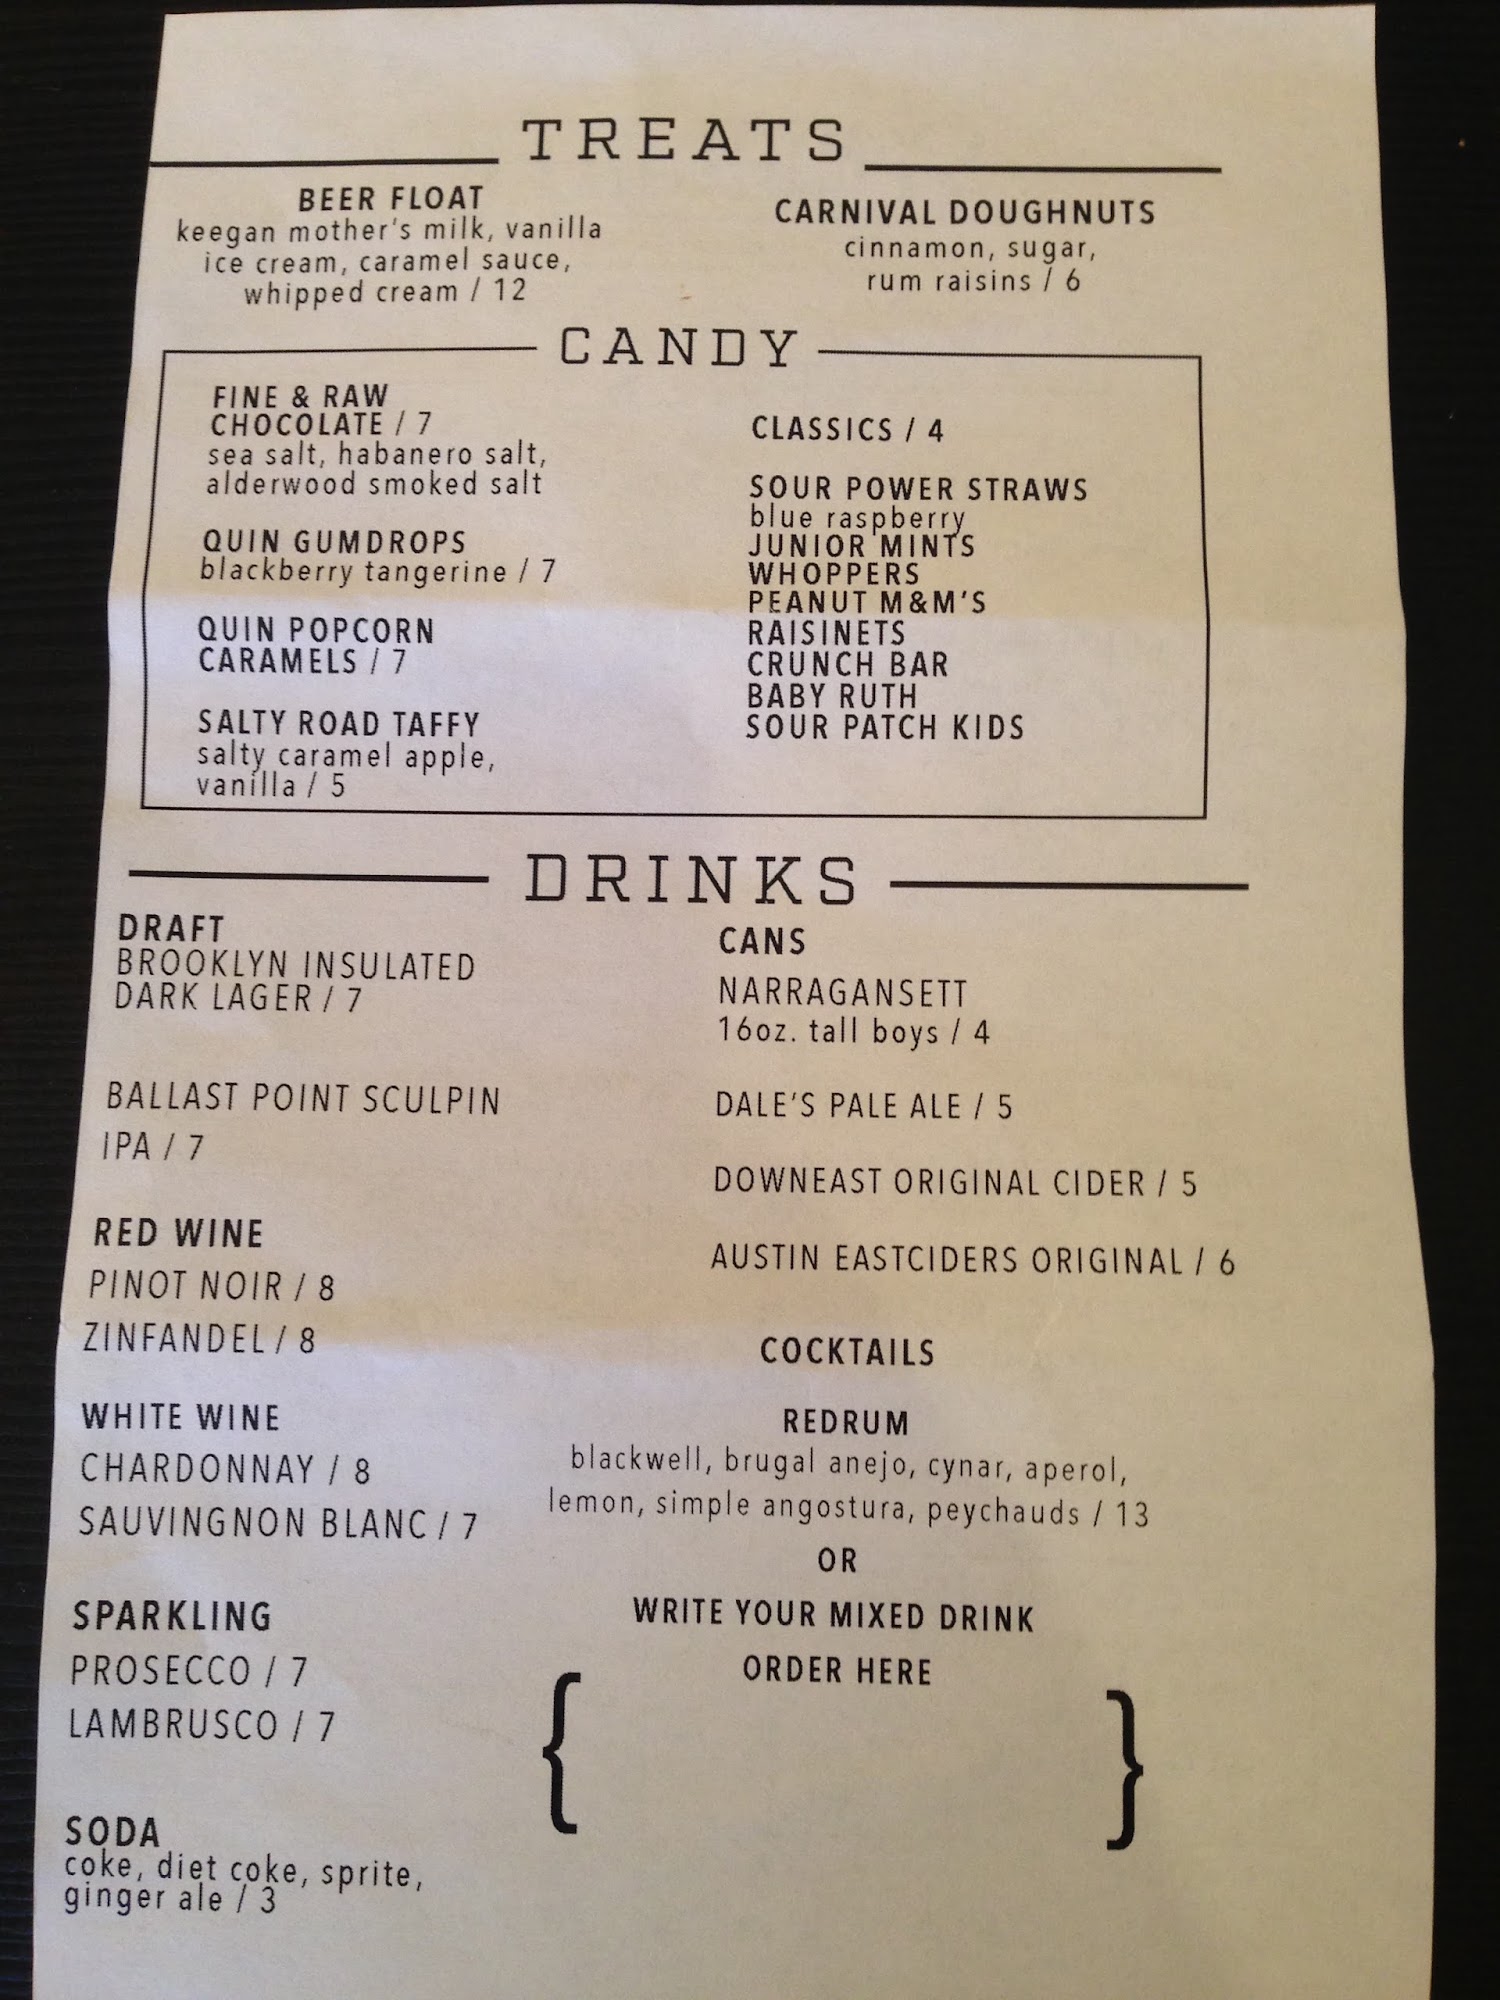 TREATS
BEER FLOAT
keegan mother's milk, vanilla
ice cream, caramel sauce,
whipped cream / 12
CARNIVAL DOUGHNUTS
cinnamon, sugar,
rum raisins / 6
CANDY
FINE & RAW
CHOCOLATE / 7
sea salt, habanero salt,
alderwood smoked salt
QUIN GUMDROPS
blackberry tangerine / 7
QUIN POPCORN
CARAMELS / 7
SALTY ROAD TAFFY
salty caramel apple,
vanilla / 5
CLASSICS / 4
SOUR POWER STRAWS
blue raspberry
JUNIOR MINTS
WHOPPERS
PEANUT M&M'S
RAISINETS
CRUNCH BAR
BABY RUTH
SOUR PATCH KIDS
DRINKS
DRAFT
BROOKLYN INSULATED
DARK LAGER / 7
BALLAST POINT SCULPIN
IPA / 7
RED WINE
PINOT NOIR / 8
ZINFANDEL / 8
WHITE WINE
CHARDONNAY / 8
SAUVINGNON BLANC / 7
SPARKLING
PROSECCO / 7
LAMBRUSCO / 7
SODA
coke, diet coke, sprite,
ginger ale / 3
CANS
NARRAGANSETT
16oz. tall boys / 4
DALE'S PALE ALE / 5
DOWNEAST ORIGINAL CIDER / 5
AUSTIN EASTCIDERS ORIGINAL / 6
COCKTAILS
REDRUM
blackwell, brugal anejo, cynar, aperol,
lemon, simple angostura, peychauds / 13
OR
WRITE YOUR MIXED DRINK
ORDER HERE
{ }